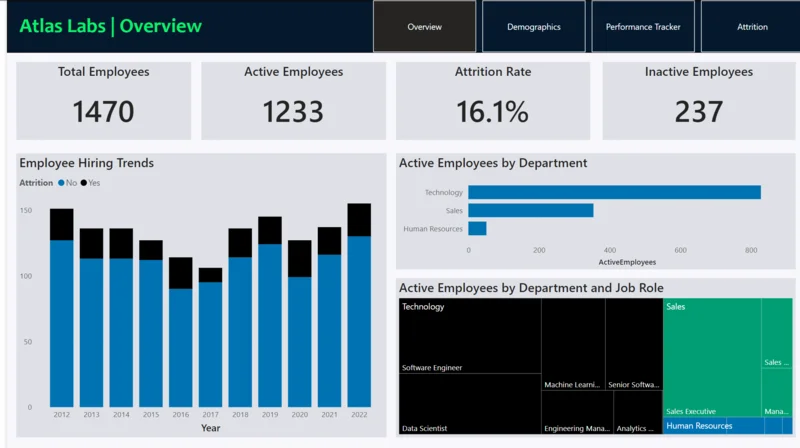 Atlas Labs | Overview
Overview
Demographics
Performance Tracker
Attrition
Total Employees
1470
Active Employees
1233
Attrition Rate
16.1%
Inactive Employees
237
Employee Hiring Trends
Attrition No Yes
150
100
50
0
2012 2013 2014 2015 2016 2017 2018 2019 2020 2021 2022
Year
Active Employees by Department
Technology
Sales
Human Resources
0 200 400 600 800
ActiveEmployees
Active Employees by Department and Job Role
Technology
Software Engineer
Data Scientist
Machine Learni...
Senior Softwa...
Engineering Mana...
Analytics ...
Sales
Sales Executive
Sales ...
Mana...
Human Resources